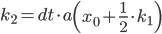 k₂ = dt · a(x₀ + ½ · k₁)